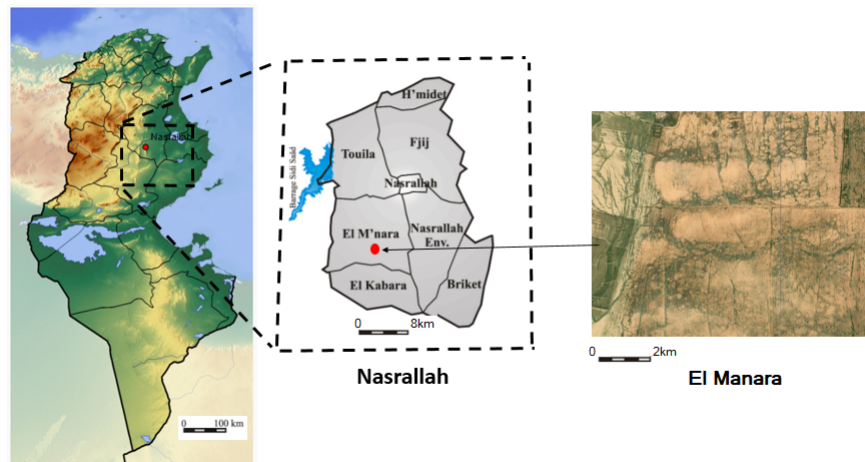 Nasrallah
0 100 km
H'midet
Fjij
Touila
Barrage Sidi Saâd
Nasrallah
El M'nara
Nasrallah
Env.
El Kabara
Briket
0 8km
Nasrallah
0 2km
El Manara